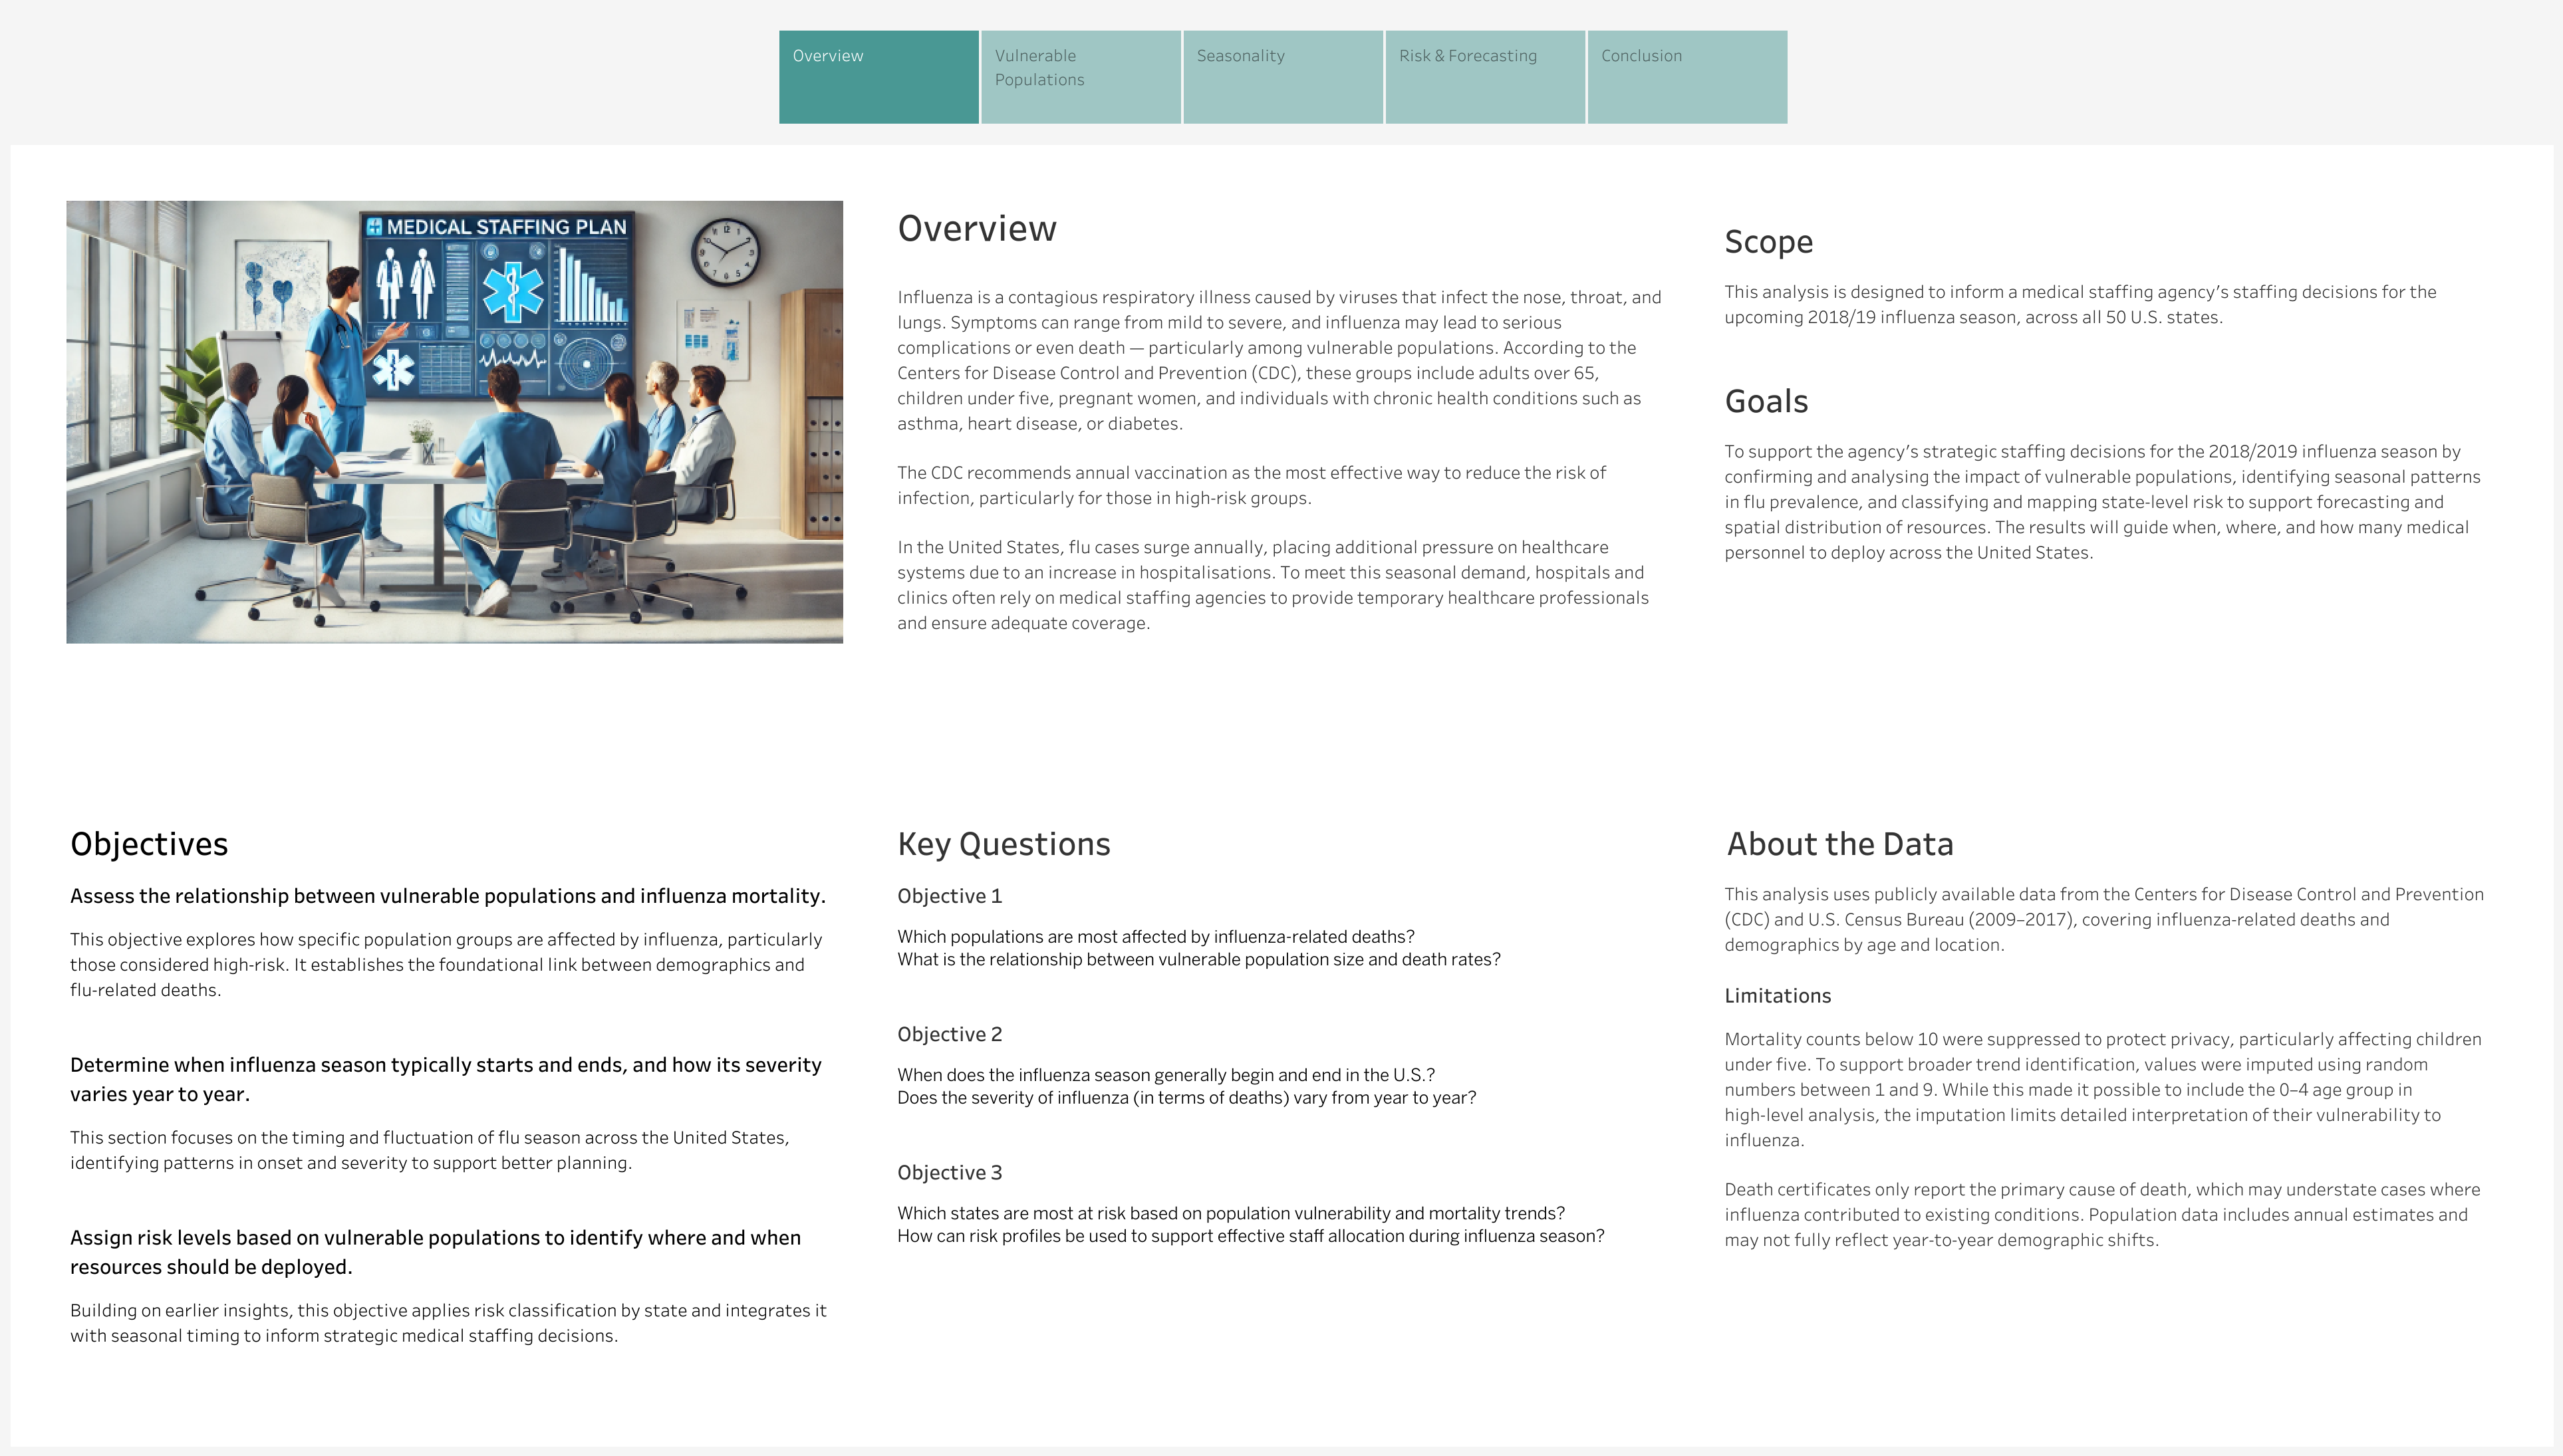 Overview
Vulnerable
Populations
Seasonality
Risk & Forecasting
Conclusion
MEDICAL STAFFING PLAN
Overview
Influenza is a contagious respiratory illness caused by viruses that infect the nose, throat, and
lungs. Symptoms can range from mild to severe, and influenza may lead to serious
complications or even death — particularly among vulnerable populations. According to the
Centers for Disease Control and Prevention (CDC), these groups include adults over 65,
children under five, pregnant women, and individuals with chronic health conditions such as
asthma, heart disease, or diabetes.
The CDC recommends annual vaccination as the most effective way to reduce the risk of
infection, particularly for those in high-risk groups.
In the United States, flu cases surge annually, placing additional pressure on healthcare
systems due to an increase in hospitalisations. To meet this seasonal demand, hospitals and
clinics often rely on medical staffing agencies to provide temporary healthcare professionals
and ensure adequate coverage.
Scope
This analysis is designed to inform a medical staffing agency's staffing decisions for the
upcoming 2018/19 influenza season, across all 50 U.S. states.
Goals
To support the agency's strategic staffing decisions for the 2018/2019 influenza season by
confirming and analysing the impact of vulnerable populations, identifying seasonal patterns
in flu prevalence, and classifying and mapping state-level risk to support forecasting and
spatial distribution of resources. The results will guide when, where, and how many medical
personnel to deploy across the United States.
Objectives
Assess the relationship between vulnerable populations and influenza mortality.
This objective explores how specific population groups are affected by influenza, particularly
those considered high-risk. It establishes the foundational link between demographics and
flu-related deaths.
Determine when influenza season typically starts and ends, and how its severity
varies year to year.
This section focuses on the timing and fluctuation of flu season across the United States,
identifying patterns in onset and severity to support better planning.
Assign risk levels based on vulnerable populations to identify where and when
resources should be deployed.
Building on earlier insights, this objective applies risk classification by state and integrates it
with seasonal timing to inform strategic medical staffing decisions.
Key Questions
Objective 1
Which populations are most affected by influenza-related deaths?
What is the relationship between vulnerable population size and death rates?
Objective 2
When does the influenza season generally begin and end in the U.S.?
Does the severity of influenza (in terms of deaths) vary from year to year?
Objective 3
Which states are most at risk based on population vulnerability and mortality trends?
How can risk profiles be used to support effective staff allocation during influenza season?
About the Data
This analysis uses publicly available data from the Centers for Disease Control and Prevention
(CDC) and U.S. Census Bureau (2009–2017), covering influenza-related deaths and
demographics by age and location.
Limitations
Mortality counts below 10 were suppressed to protect privacy, particularly affecting children
under five. To support broader trend identification, values were imputed using random
numbers between 1 and 9. While this made it possible to include the 0–4 age group in
high-level analysis, the imputation limits detailed interpretation of their vulnerability to
influenza.
Death certificates only report the primary cause of death, which may understate cases where
influenza contributed to existing conditions. Population data includes annual estimates and
may not fully reflect year-to-year demographic shifts.